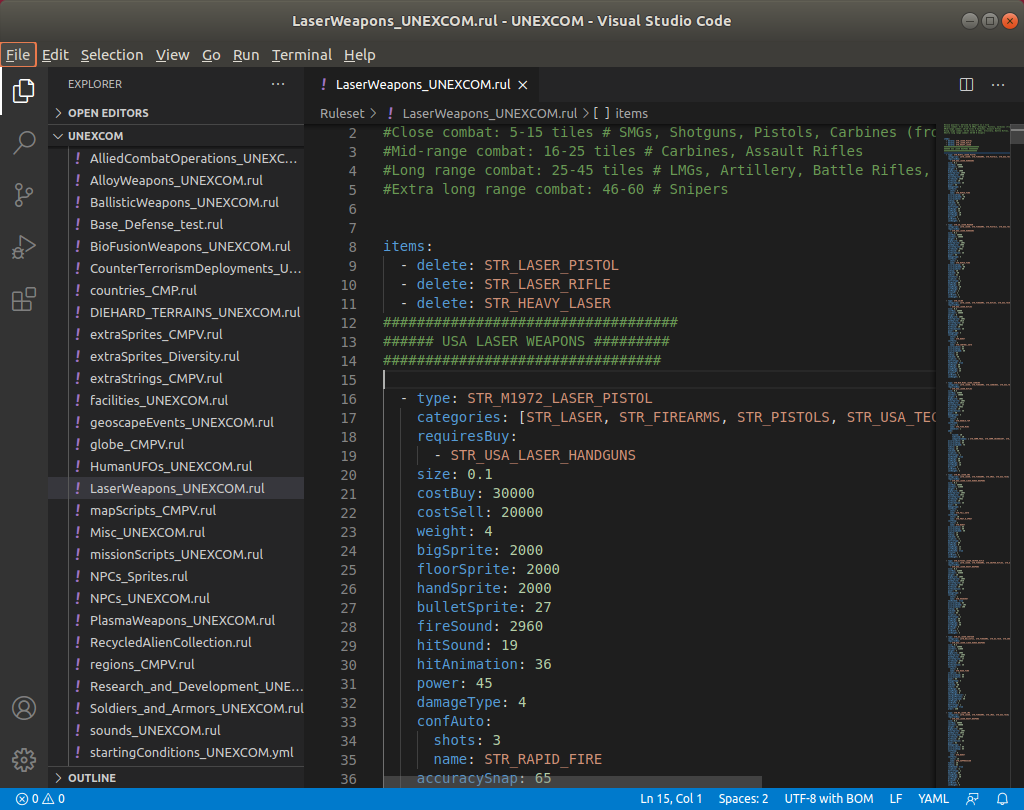 LaserWeapons_UNEXCOM.rul - UNEXCOM - Visual Studio Code
File Edit Selection View Go Run Terminal Help
EXPLORER
OPEN EDITORS
UNEXCOM
! AlliedCombatOperations_UNEXC...
! AlloyWeapons_UNEXCOM.rul
! BallisticWeapons_UNEXCOM.rul
! Base_Defense_test.rul
! BioFusionWeapons_UNEXCOM.rul
! CounterTerrorismDeployments_U...
! countries_CMP.rul
! DIEHARD_TERRAINS_UNEXCOM.rul
! extraSprites_CMPV.rul
! extraSprites_Diversity.rul
! extraStrings_CMPV.rul
! facilities_UNEXCOM.rul
! geoscapeEvents_UNEXCOM.rul
! globe_CMPV.rul
! HumanUFOs_UNEXCOM.rul
! LaserWeapons_UNEXCOM.rul
! mapScripts_CMPV.rul
! Misc_UNEXCOM.rul
! missionScripts_UNEXCOM.rul
! NPCs_Sprites.rul
! NPCs_UNEXCOM.rul
! PlasmaWeapons_UNEXCOM.rul
! RecycledAlienCollection.rul
! regions_CMPV.rul
! Research_and_Development_UNE...
! Soldiers_and_Armors_UNEXCOM.rul
! sounds_UNEXCOM.rul
! startingConditions_UNEXCOM.yml
OUTLINE
! LaserWeapons_UNEXCOM.rul
Ruleset > ! LaserWeapons_UNEXCOM.rul > [ ] items
2 #Close combat: 5-15 tiles # SMGs, Shotguns, Pistols, Carbines (fro
3 #Mid-range combat: 16-25 tiles # Carbines, Assault Rifles
4 #Long range combat: 25-45 tiles # LMGs, Artillery, Battle Rifles,
5 #Extra long range combat: 46-60 # Snipers
6
7
8 items:
9 - delete: STR_LASER_PISTOL
10 - delete: STR_LASER_RIFLE
11 - delete: STR_HEAVY_LASER
12 ###################################
13 ###### USA LASER WEAPONS #########
14 #################################
15
16 - type: STR_M1972_LASER_PISTOL
17 categories: [STR_LASER, STR_FIREARMS, STR_PISTOLS, STR_USA_TEC
18 requiresBuy:
19 - STR_USA_LASER_HANDGUNS
20 size: 0.1
21 costBuy: 30000
22 costSell: 20000
23 weight: 4
24 bigSprite: 2000
25 floorSprite: 2000
26 handSprite: 2000
27 bulletSprite: 27
28 fireSound: 2960
29 hitSound: 19
30 hitAnimation: 36
31 power: 45
32 damageType: 4
33 confAuto:
34 shots: 3
35 name: STR_RAPID_FIRE
36 accuracySnap: 65
0 0 Ln 15, Col 1 Spaces: 2 UTF-8 with BOM LF YAML